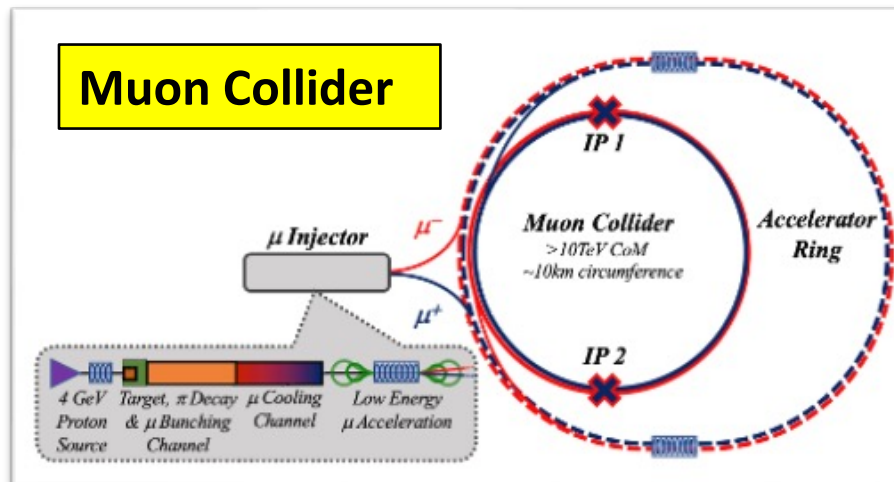 Muon Collider
IP 1
μ Injector
μ⁻
μ⁺
Muon Collider
>10TeV CoM
~10km circumference
Accelerator
Ring
IP 2
4 GeV
Proton
Source
Target, π Decay
& μ Bunching
Channel
μ Cooling
Channel
Low Energy
μ Acceleration